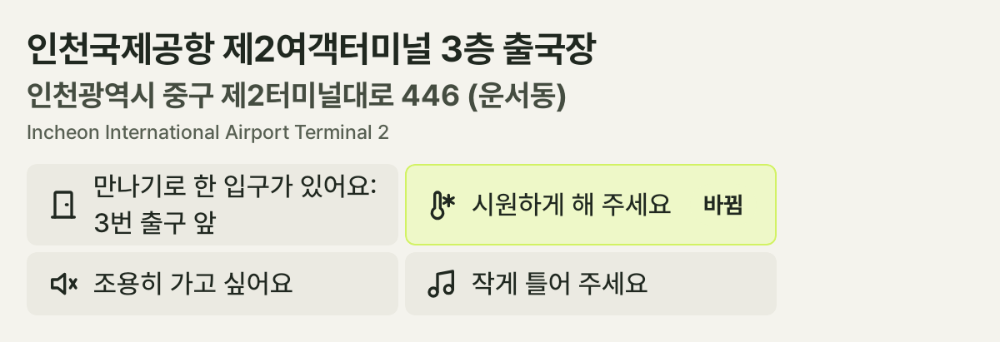 인천국제공항 제2여객터미널 3층 출국장
인천광역시 중구 제2터미널대로 446 (운서동)
Incheon International Airport Terminal 2
만나기로 한 입구가 있어요:
3번 출구 앞
시원하게 해 주세요 바뀜
조용히 가고 싶어요
작게 틀어 주세요